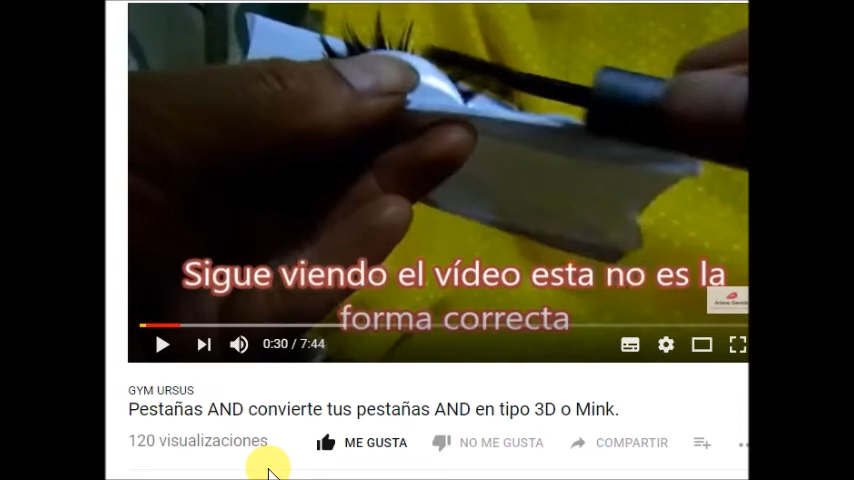 Sigue viendo el vídeo esta no es la
forma correcta
0:30 / 7:44
GYM URSUS
Pestañas AND convierte tus pestañas AND en tipo 3D o Mink.
120 visualizaciones ME GUSTA NO ME GUSTA COMPARTIR